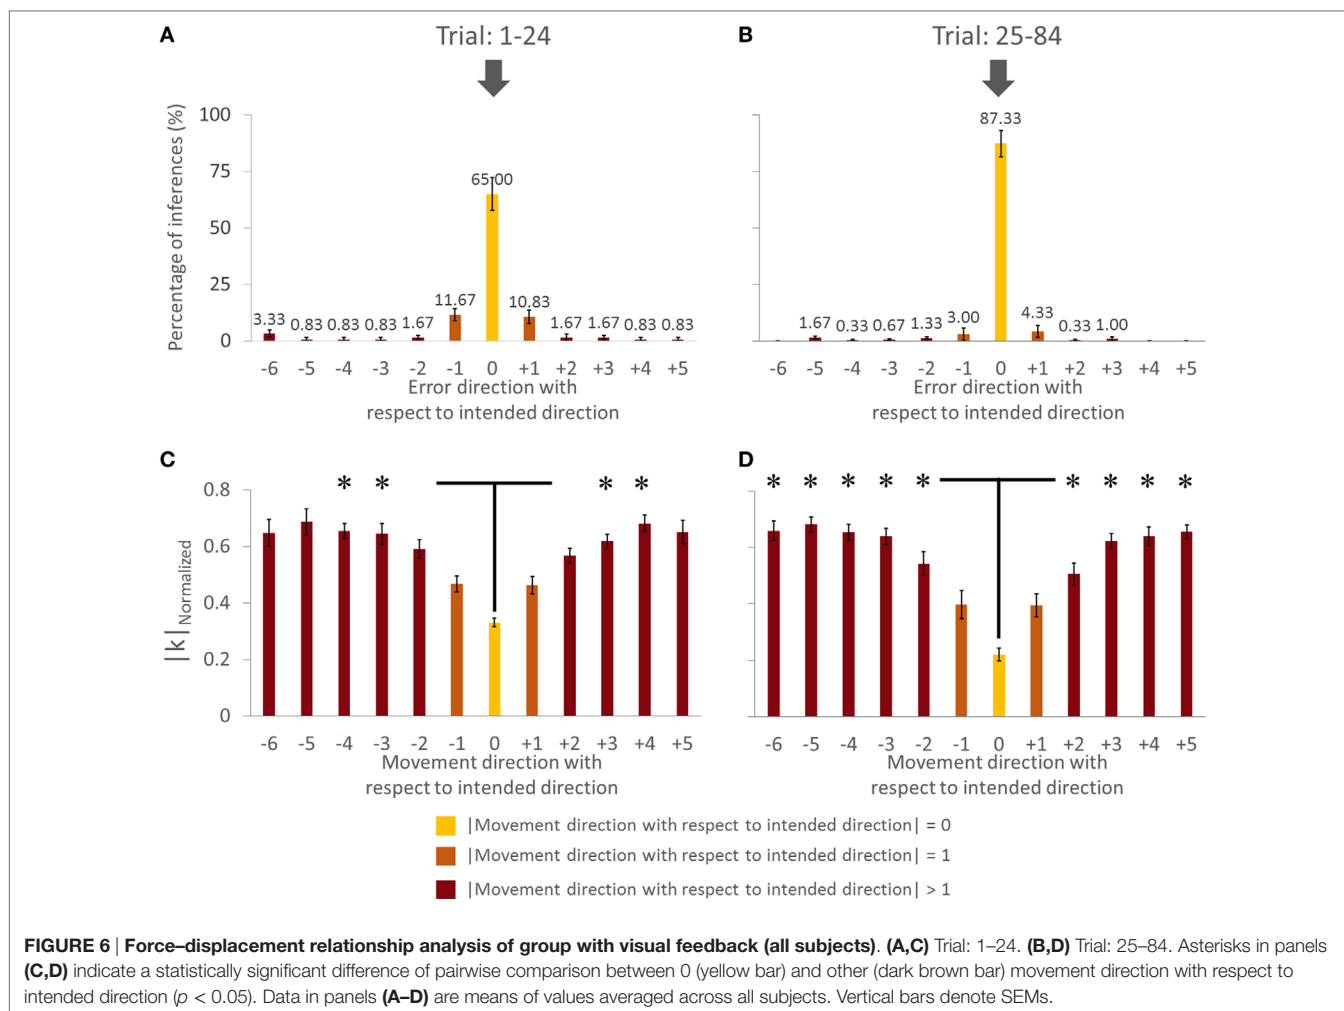 A
Trial: 1-24
B
Trial: 25-84
Percentage of inferences (%)
100
75
50
25
0
3.33 0.83 0.83 0.83 1.67 11.67 65.00 10.83 1.67 1.67 0.83 0.83
-6 -5 -4 -3 -2 -1 0 +1 +2 +3 +4 +5
Error direction with
respect to intended direction
1.67 0.33 0.67 1.33 3.00 87.33 4.33 0.33 1.00
-6 -5 -4 -3 -2 -1 0 +1 +2 +3 +4 +5
Error direction with
respect to intended direction
C
|k|Normalized
0.8
0.6
0.4
0.2
0
* * * *
-6 -5 -4 -3 -2 -1 0 +1 +2 +3 +4 +5
Movement direction with
respect to intended direction
D
* * * * * * * * *
-6 -5 -4 -3 -2 -1 0 +1 +2 +3 +4 +5
Movement direction with
respect to intended direction
|Movement direction with respect to intended direction| = 0
|Movement direction with respect to intended direction| = 1
|Movement direction with respect to intended direction| > 1
FIGURE 6 | Force–displacement relationship analysis of group with visual feedback (all subjects). (A,C) Trial: 1–24. (B,D) Trial: 25–84. Asterisks in panels
(C,D) indicate a statistically significant difference of pairwise comparison between 0 (yellow bar) and other (dark brown bar) movement direction with respect to
intended direction (p < 0.05). Data in panels (A–D) are means of values averaged across all subjects. Vertical bars denote SEMs.